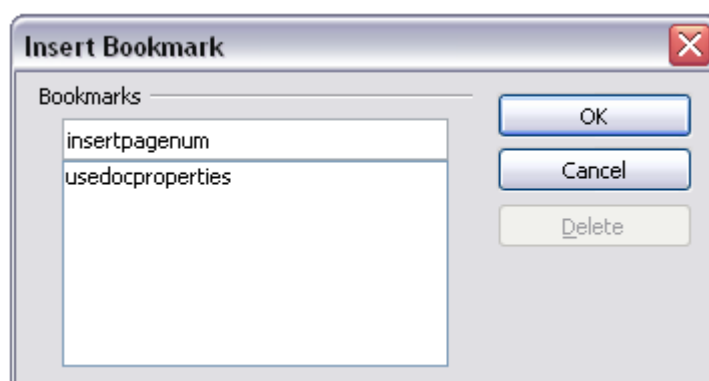 Insert Bookmark
Bookmarks
insertpagenum
usedocproperties
OK
Cancel
Delete